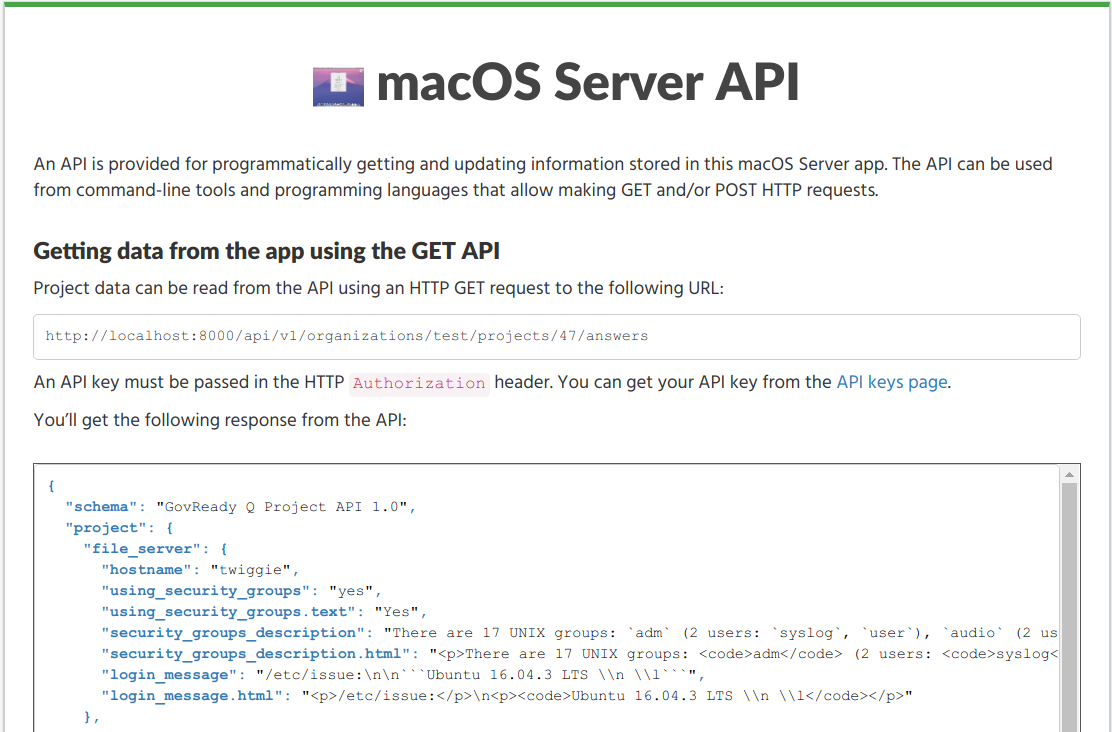 macOS Server API
An API is provided for programmatically getting and updating information stored in this macOS Server app. The API can be used
from command-line tools and programming languages that allow making GET and/or POST HTTP requests.
Getting data from the app using the GET API
Project data can be read from the API using an HTTP GET request to the following URL:
http://localhost:8000/api/v1/organizations/test/projects/47/answers
An API key must be passed in the HTTP Authorization header. You can get your API key from the API keys page.
You’ll get the following response from the API:
{
  "schema": "GovReady Q Project API 1.0",
  "project": {
    "file_server": {
      "hostname": "twiggie",
      "using_security_groups": "yes",
      "using_security_groups.text": "Yes",
      "security_groups_description": "There are 17 UNIX groups: `adm` (2 users: `syslog`, `user`), `audio` (2 us
      "security_groups_description.html": "<p>There are 17 UNIX groups: <code>adm</code> (2 users: <code>syslog<
      "login_message": "/etc/issue:\n\n```Ubuntu 16.04.3 LTS \\n \\l```",
      "login_message.html": "<p>/etc/issue:</p>\n<p><code>Ubuntu 16.04.3 LTS \\n \\l</code></p>"
    },